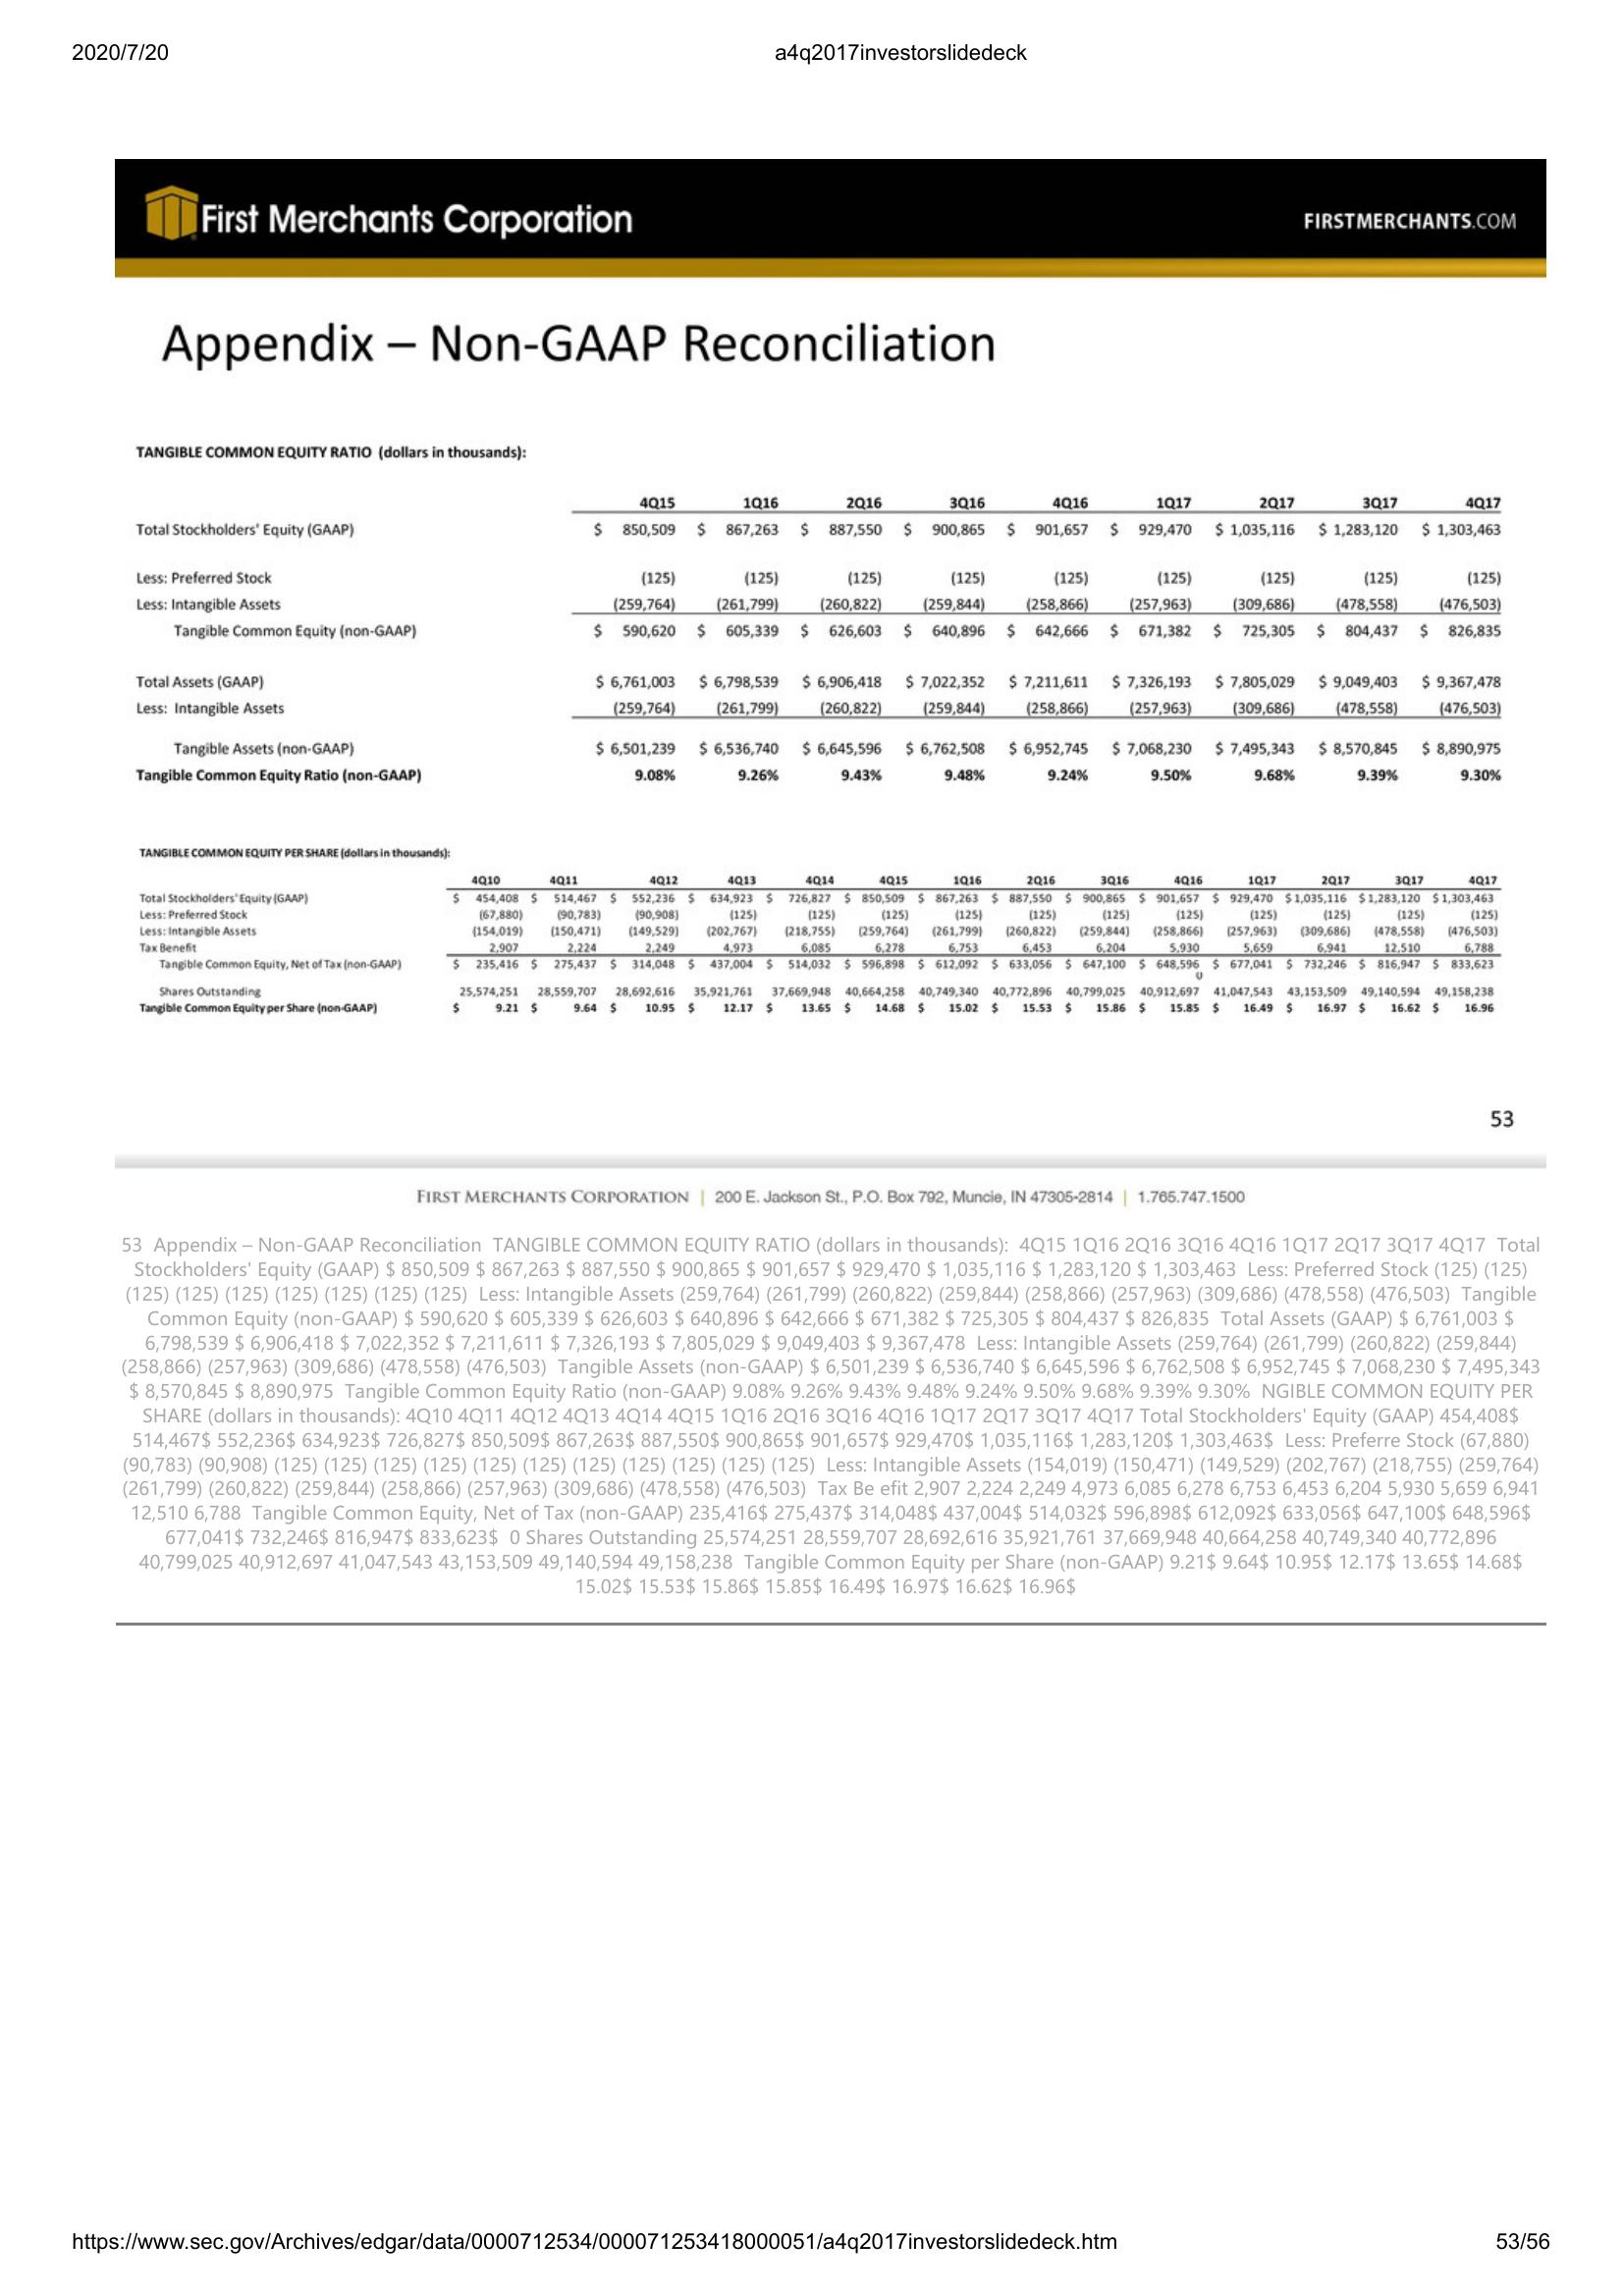 2020/7/20 a4q2017investorslidedeck
First Merchants Corporation FIRSTMERCHANTS.COM
Appendix – Non-GAAP Reconciliation
TANGIBLE COMMON EQUITY RATIO (dollars in thousands):
4Q15 1Q16 2Q16 3Q16 4Q16 1Q17 2Q17 3Q17 4Q17
Total Stockholders' Equity (GAAP) $ 850,509 $ 867,263 $ 887,550 $ 900,865 $ 901,657 $ 929,470 $ 1,035,116 $ 1,283,120 $ 1,303,463
Less: Preferred Stock (125) (125) (125) (125) (125) (125) (125) (125) (125)
Less: Intangible Assets (259,764) (261,799) (260,822) (259,844) (258,866) (257,963) (309,686) (478,558) (476,503)
Tangible Common Equity (non-GAAP) $ 590,620 $ 605,339 $ 626,603 $ 640,896 $ 642,666 $ 671,382 $ 725,305 $ 804,437 $ 826,835
Total Assets (GAAP) $ 6,761,003 $ 6,798,539 $ 6,906,418 $ 7,022,352 $ 7,211,611 $ 7,326,193 $ 7,805,029 $ 9,049,403 $ 9,367,478
Less: Intangible Assets (259,764) (261,799) (260,822) (259,844) (258,866) (257,963) (309,686) (478,558) (476,503)
Tangible Assets (non-GAAP) $ 6,501,239 $ 6,536,740 $ 6,645,596 $ 6,762,508 $ 6,952,745 $ 7,068,230 $ 7,495,343 $ 8,570,845 $ 8,890,975
Tangible Common Equity Ratio (non-GAAP) 9.08% 9.26% 9.43% 9.48% 9.24% 9.50% 9.68% 9.39% 9.30%
TANGIBLE COMMON EQUITY PER SHARE (dollars in thousands):
4Q10 4Q11 4Q12 4Q13 4Q14 4Q15 1Q16 2Q16 3Q16 4Q16 1Q17 2Q17 3Q17 4Q17
Total Stockholders' Equity (GAAP) $ 454,408 $ 514,467 $ 552,236 $ 634,923 $ 726,827 $ 850,509 $ 867,263 $ 887,550 $ 900,865 $ 901,657 $ 929,470 $ 1,035,116 $ 1,283,120 $ 1,303,463
Less: Preferred Stock (67,880) (90,783) (90,908) (125) (125) (125) (125) (125) (125) (125) (125) (125) (125) (125)
Less: Intangible Assets (154,019) (150,471) (149,529) (202,767) (218,755) (259,764) (261,799) (260,822) (259,844) (258,866) (257,963) (309,686) (478,558) (476,503)
Tax Benefit 2,907 2,224 2,249 4,973 6,085 6,278 6,753 6,453 6,204 5,930 5,659 6,941 12,510 6,788
Tangible Common Equity, Net of Tax (non-GAAP) $ 235,416 $ 275,437 $ 314,048 $ 437,004 $ 514,032 $ 596,898 $ 612,092 $ 633,056 $ 647,100 $ 648,596 $ 677,041 $ 732,246 $ 816,947 $ 833,623
0
Shares Outstanding 25,574,251 28,559,707 28,692,616 35,921,761 37,669,948 40,664,258 40,749,340 40,772,896 40,799,025 40,912,697 41,047,543 43,153,509 49,140,594 49,158,238
Tangible Common Equity per Share (non-GAAP) $ 9.21 $ 9.64 $ 10.95 $ 12.17 $ 13.65 $ 14.68 $ 15.02 $ 15.53 $ 15.86 $ 15.85 $ 16.49 $ 16.97 $ 16.62 $ 16.96
53
FIRST MERCHANTS CORPORATION | 200 E. Jackson St., P.O. Box 792, Muncie, IN 47305-2814 | 1.765.747.1500
53 Appendix – Non-GAAP Reconciliation TANGIBLE COMMON EQUITY RATIO (dollars in thousands): 4Q15 1Q16 2Q16 3Q16 4Q16 1Q17 2Q17 3Q17 4Q17 Total
Stockholders' Equity (GAAP) $ 850,509 $ 867,263 $ 887,550 $ 900,865 $ 901,657 $ 929,470 $ 1,035,116 $ 1,283,120 $ 1,303,463 Less: Preferred Stock (125) (125)
(125) (125) (125) (125) (125) (125) (125) Less: Intangible Assets (259,764) (261,799) (260,822) (259,844) (258,866) (257,963) (309,686) (478,558) (476,503) Tangible
Common Equity (non-GAAP) $ 590,620 $ 605,339 $ 626,603 $ 640,896 $ 642,666 $ 671,382 $ 725,305 $ 804,437 $ 826,835 Total Assets (GAAP) $ 6,761,003 $
6,798,539 $ 6,906,418 $ 7,022,352 $ 7,211,611 $ 7,326,193 $ 7,805,029 $ 9,049,403 $ 9,367,478 Less: Intangible Assets (259,764) (261,799) (260,822) (259,844)
(258,866) (257,963) (309,686) (478,558) (476,503) Tangible Assets (non-GAAP) $ 6,501,239 $ 6,536,740 $ 6,645,596 $ 6,762,508 $ 6,952,745 $ 7,068,230 $ 7,495,343
$ 8,570,845 $ 8,890,975 Tangible Common Equity Ratio (non-GAAP) 9.08% 9.26% 9.43% 9.48% 9.24% 9.50% 9.68% 9.39% 9.30% NGIBLE COMMON EQUITY PER
SHARE (dollars in thousands): 4Q10 4Q11 4Q12 4Q13 4Q14 4Q15 1Q16 2Q16 3Q16 4Q16 1Q17 2Q17 3Q17 4Q17 Total Stockholders' Equity (GAAP) 454,408$
514,467$ 552,236$ 634,923$ 726,827$ 850,509$ 867,263$ 887,550$ 900,865$ 901,657$ 929,470$ 1,035,116$ 1,283,120$ 1,303,463$ Less: Preferre Stock (67,880)
(90,783) (90,908) (125) (125) (125) (125) (125) (125) (125) (125) (125) (125) (125) Less: Intangible Assets (154,019) (150,471) (149,529) (202,767) (218,755) (259,764)
(261,799) (260,822) (259,844) (258,866) (257,963) (309,686) (478,558) (476,503) Tax Be efit 2,907 2,224 2,249 4,973 6,085 6,278 6,753 6,453 6,204 5,930 5,659 6,941
12,510 6,788 Tangible Common Equity, Net of Tax (non-GAAP) 235,416$ 275,437$ 314,048$ 437,004$ 514,032$ 596,898$ 612,092$ 633,056$ 647,100$ 648,596$
677,041$ 732,246$ 816,947$ 833,623$ 0 Shares Outstanding 25,574,251 28,559,707 28,692,616 35,921,761 37,669,948 40,664,258 40,749,340 40,772,896
40,799,025 40,912,697 41,047,543 43,153,509 49,140,594 49,158,238 Tangible Common Equity per Share (non-GAAP) 9.21$ 9.64$ 10.95$ 12.17$ 13.65$ 14.68$
15.02$ 15.53$ 15.86$ 15.85$ 16.49$ 16.97$ 16.62$ 16.96$
https://www.sec.gov/Archives/edgar/data/0000712534/000071253418000051/a4q2017investorslidedeck.htm 53/56